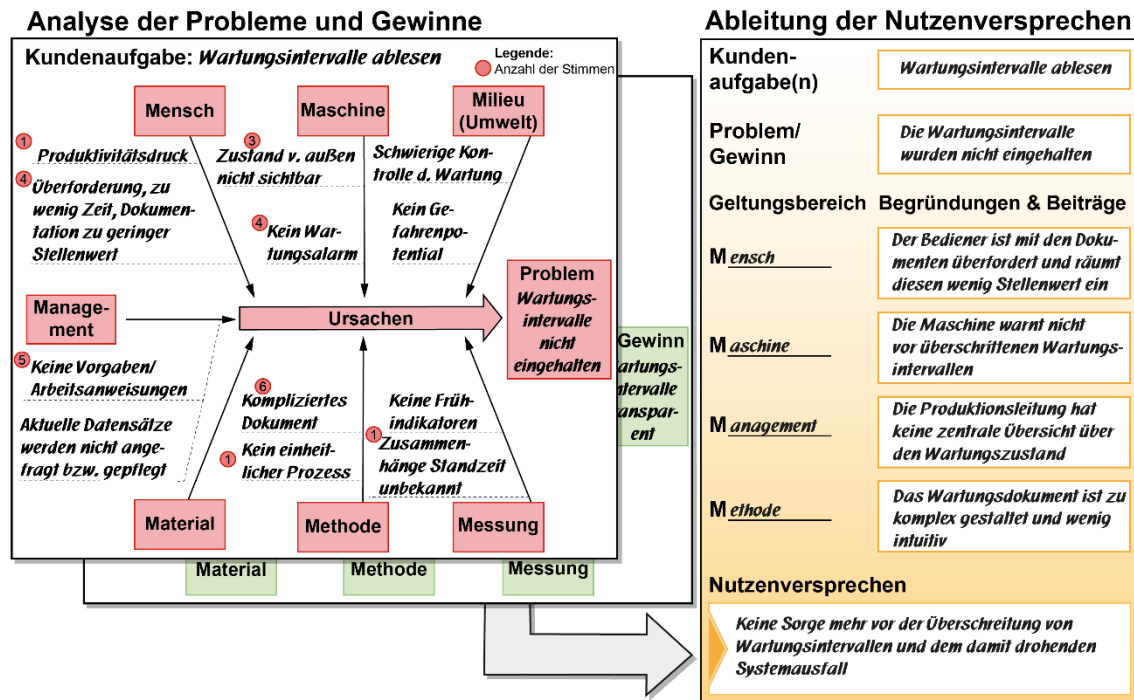 Analyse der Probleme und Gewinne
Kundenaufgabe: Wartungsintervalle ablesen
Legende:
Anzahl der Stimmen
Mensch
Maschine
Milieu
(Umwelt)
1
Produktivitätsdruck
4
Überforderung, zu
wenig Zeit, Dokumen-
tation zu geringer
Stellenwert
3
Zustand v. außen
nicht sichtbar
4
Kein War-
tungsalarm
Schwierige Kon-
trolle d. Wartung
Kein Ge-
fahrenpo-
tential
Manage-
ment
Ursachen
Problem
Wartungs-
intervalle
nicht
eingehalten
5
Keine Vorgaben/
Arbeitsanweisungen
Aktuelle Datensätze
werden nicht ange-
fragt bzw. gepflegt
6
Kompliziertes
Dokument
1
Kein einheit-
licher Prozess
Keine Früh-
indikatoren
1
Zusammen-
hänge Standzeit
unbekannt
Material
Methode
Messung
Gewinn
artungs-
tervalle
anspar-
ent
Material
Methode
Messung
Ableitung der Nutzenversprechen
Kunden-
aufgabe(n)
Wartungsintervalle ablesen
Problem/
Gewinn
Die Wartungsintervalle
wurden nicht eingehalten
Geltungsbereich
Begründungen & Beiträge
Mensch
Der Bediener ist mit den Doku-
menten überfordert und räumt
diesen wenig Stellenwert ein
Maschine
Die Maschine warnt nicht
vor überschrittenen Wartungs-
intervallen
Management
Die Produktionsleitung hat
keine zentrale Übersicht über
den Wartungszustand
Methode
Das Wartungsdokument ist zu
komplex gestaltet und wenig
intuitiv
Nutzenversprechen
Keine Sorge mehr vor der Überschreitung von
Wartungsintervallen und dem damit drohenden
Systemausfall